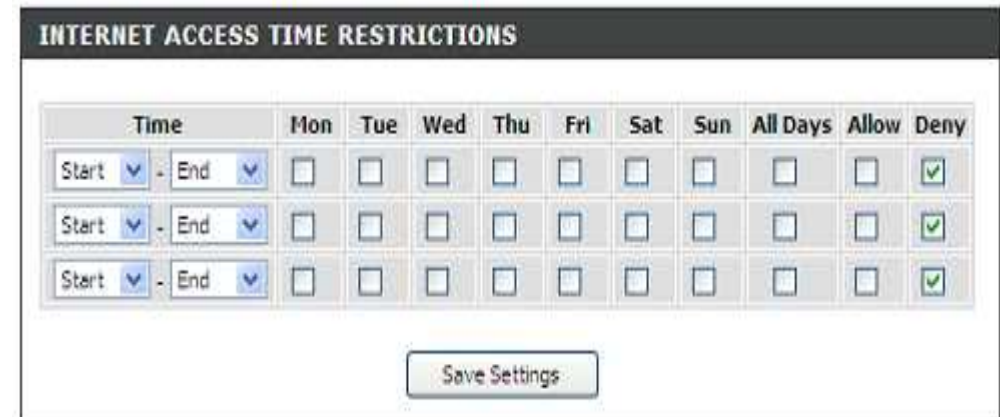 INTERNET ACCESS TIME RESTRICTIONS
Time Mon Tue Wed Thu Fri Sat Sun All Days Allow Deny
Start - End
Start - End
Start - End
Save Settings